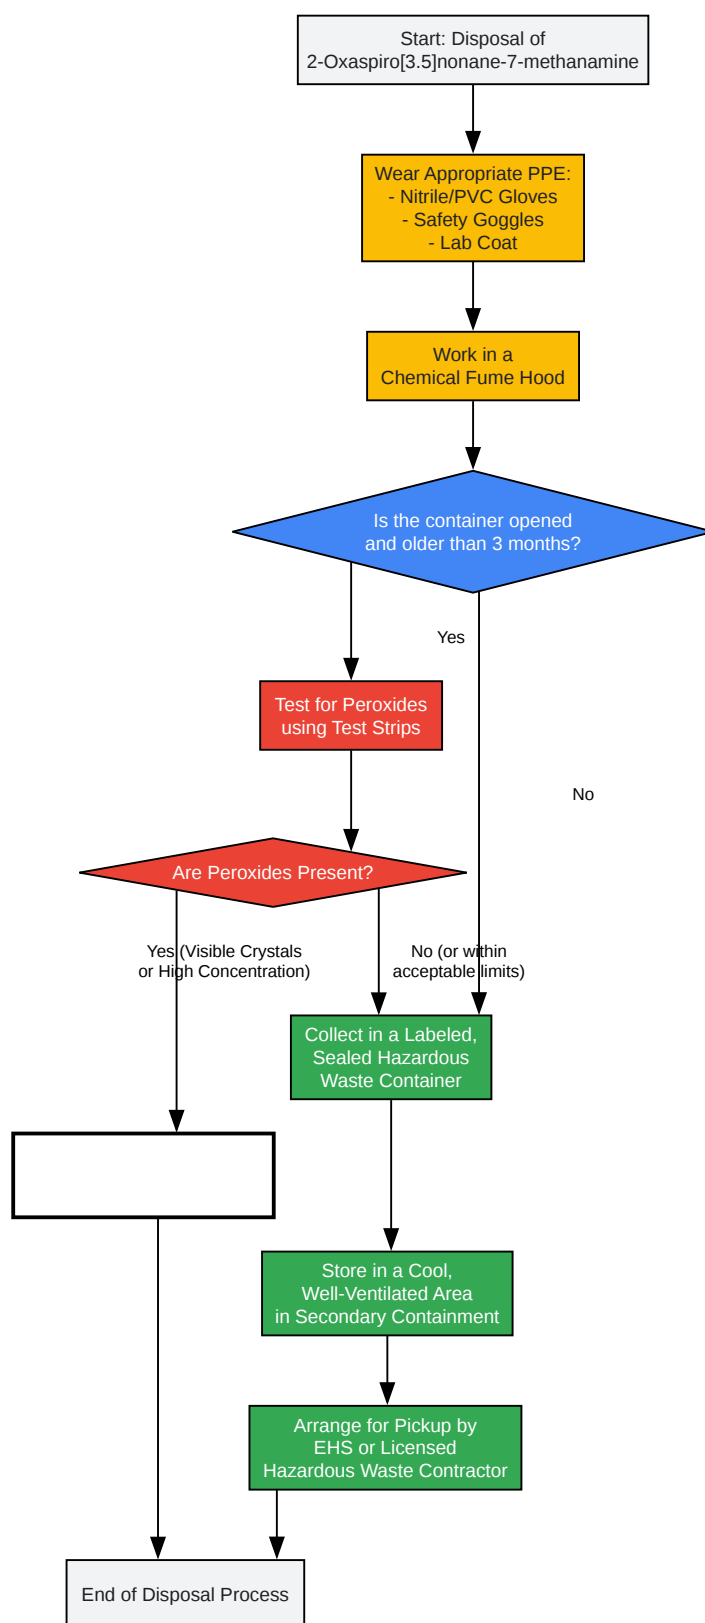 Start: Disposal of
2-Oxaspiro[3.5]nonane-7-methanamine
Wear Appropriate PPE:
- Nitrile/PVC Gloves
- Safety Goggles
- Lab Coat
Work in a
Chemical Fume Hood
Is the container opened
and older than 3 months?
Yes
Test for Peroxides
using Test Strips
No
Are Peroxides Present?
Yes (Visible Crystals
or High Concentration)
No (or within
acceptable limits)
Collect in a Labeled,
Sealed Hazardous
Waste Container
Store in a Cool,
Well-Ventilated Area
in Secondary Containment
Arrange for Pickup by
EHS or Licensed
Hazardous Waste Contractor
End of Disposal Process